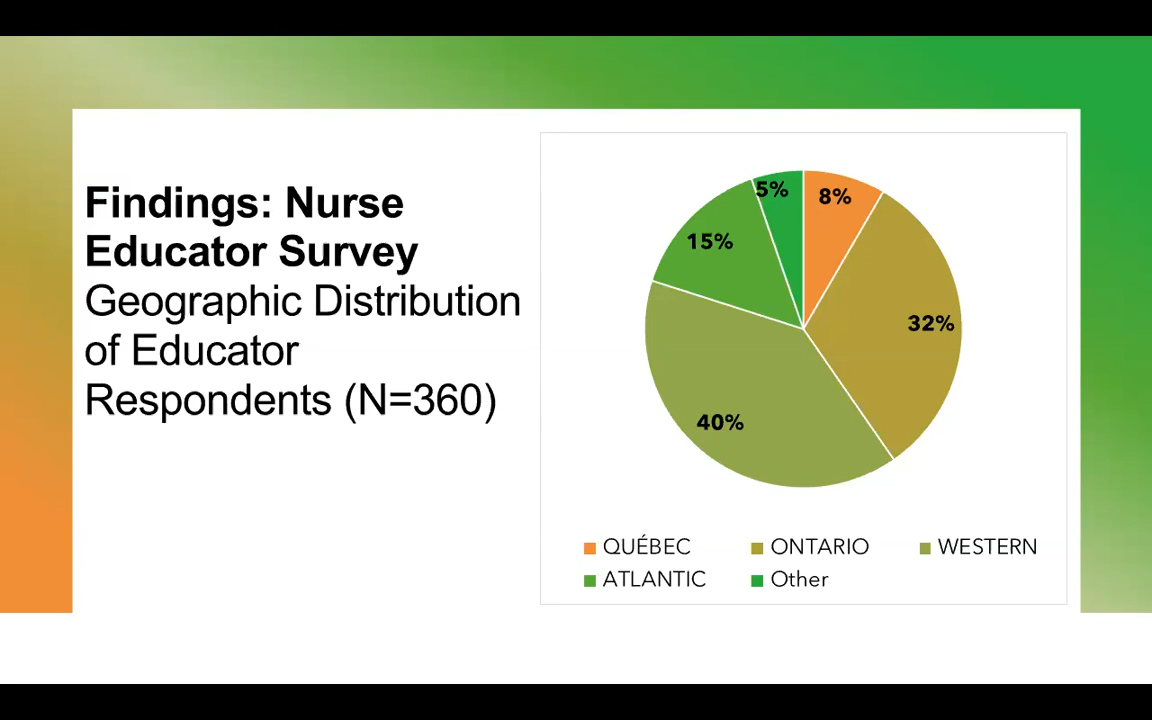 Findings: Nurse
Educator Survey
Geographic Distribution
of Educator
Respondents (N=360)
5%
8%
15%
32%
40%
QUÉBEC
ONTARIO
WESTERN
ATLANTIC
Other